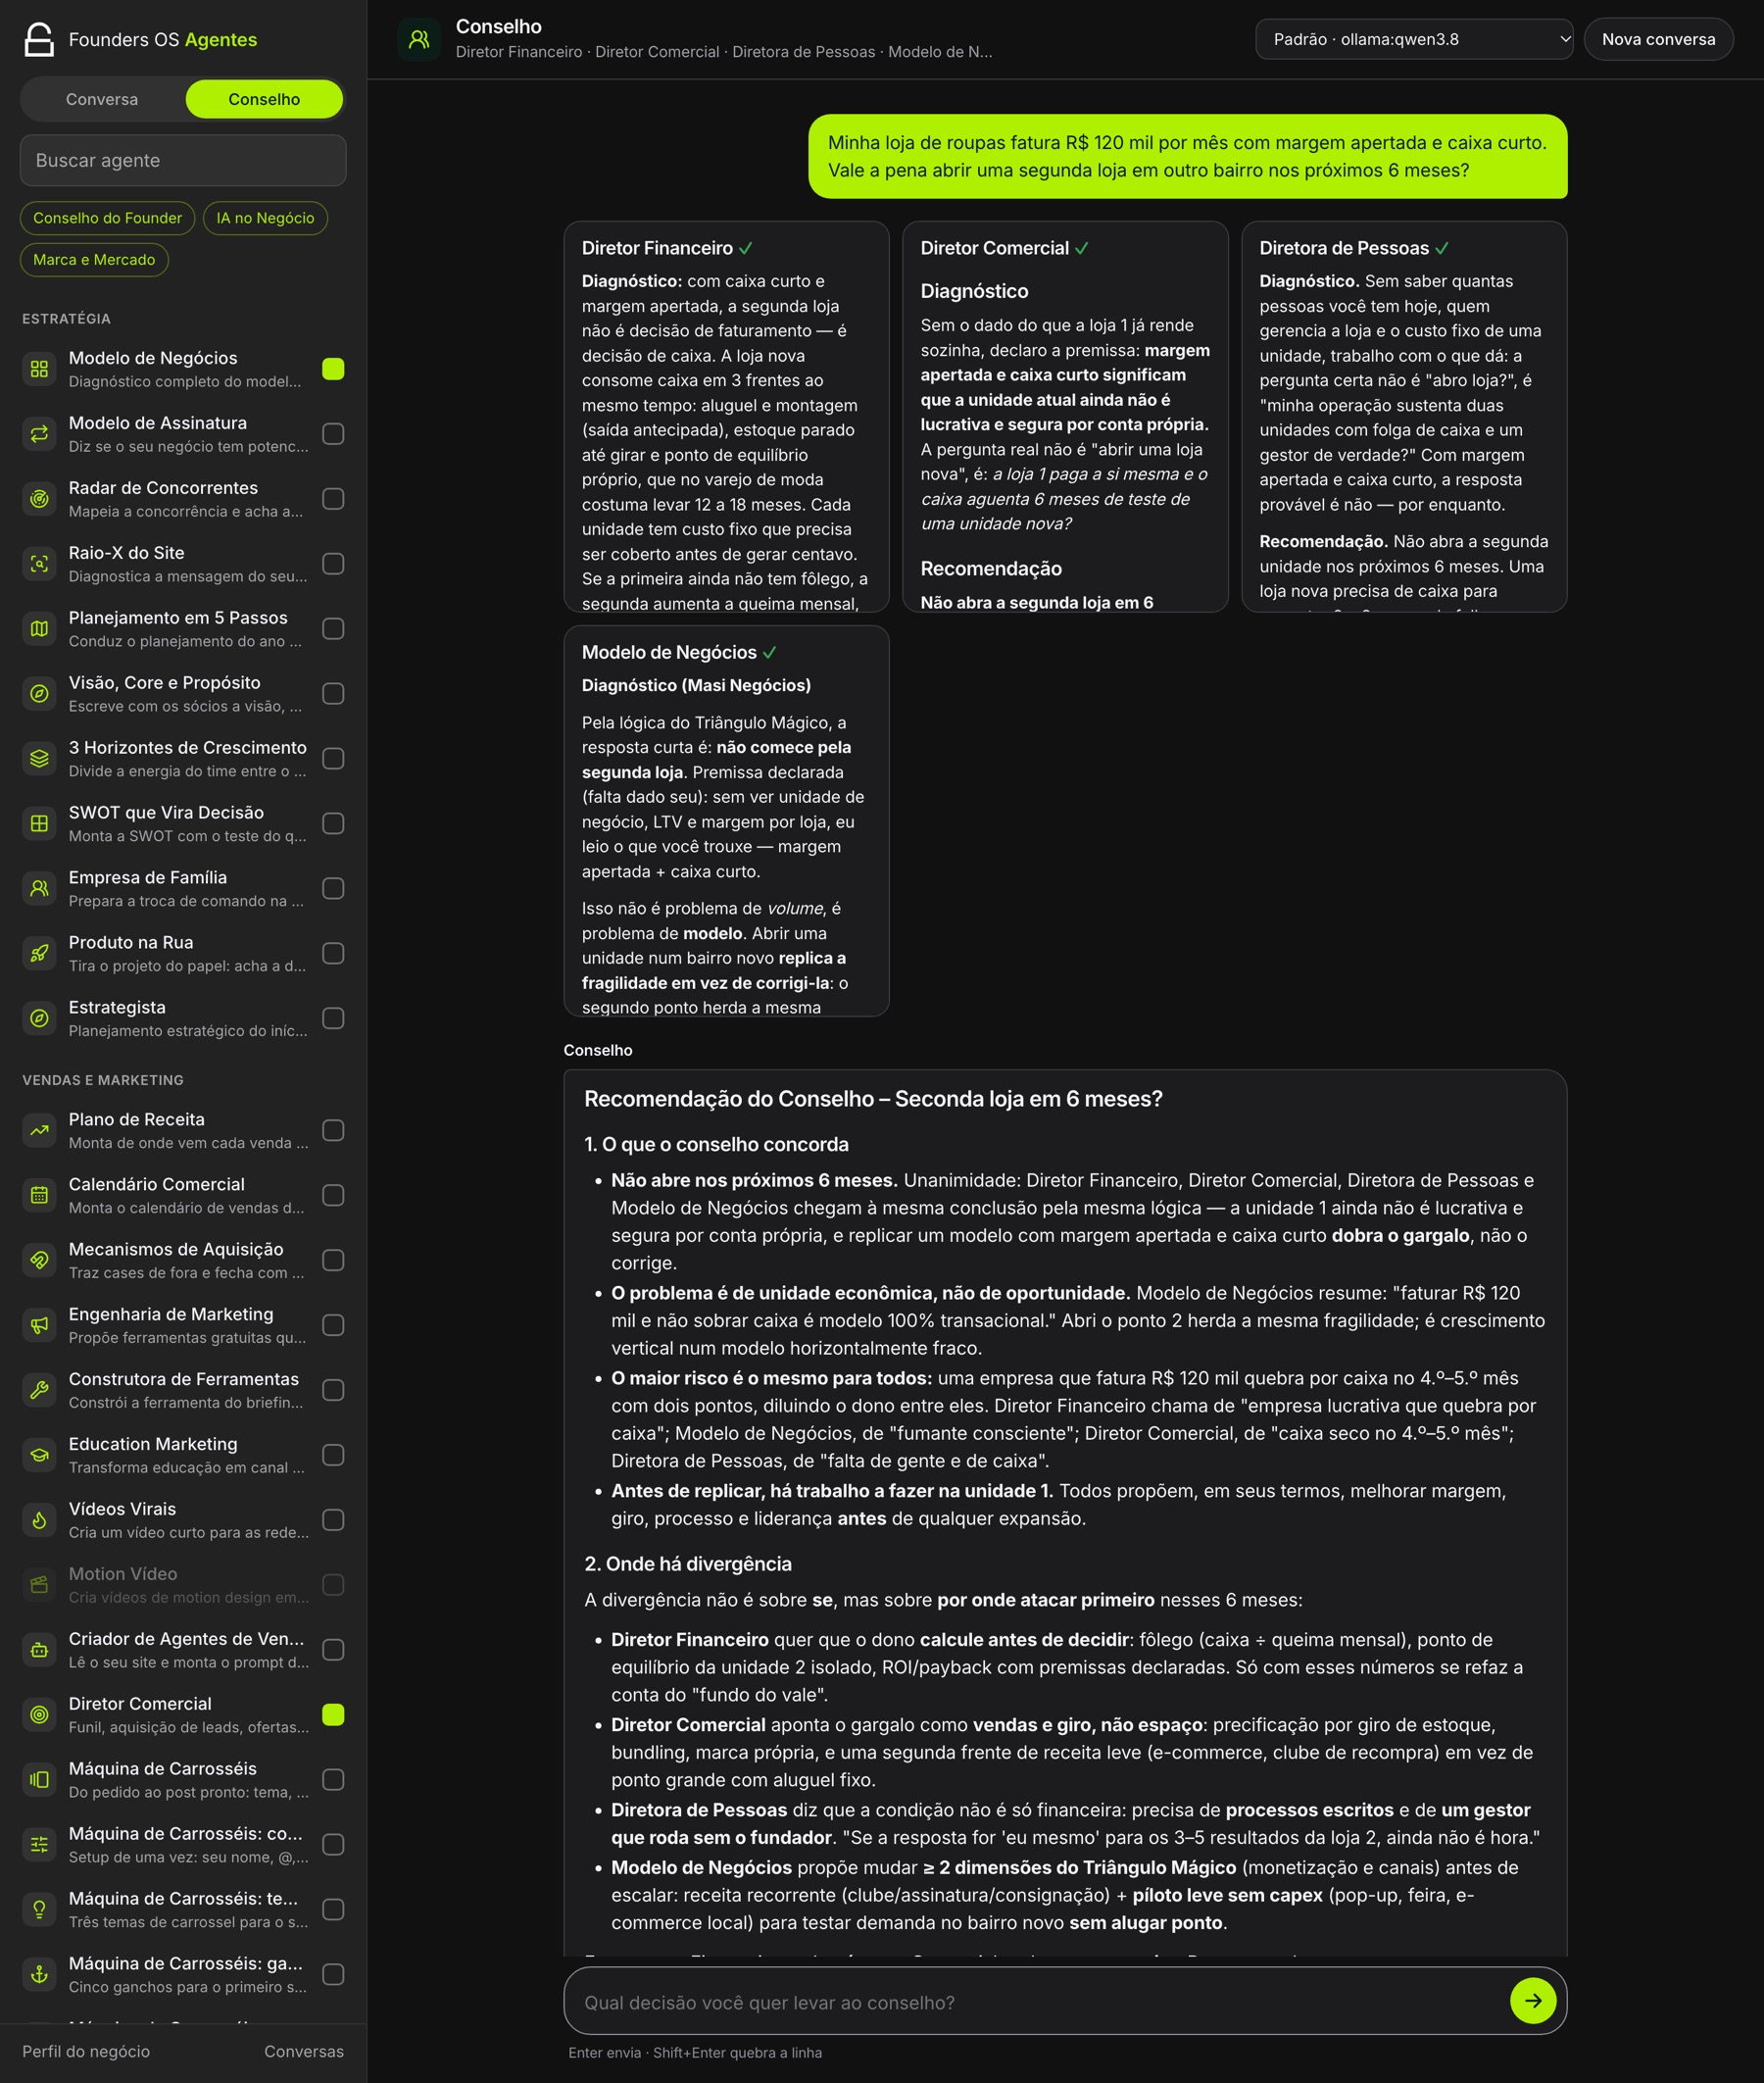 Founders OS Agentes
Conversa
Conselho
Buscar agente
Conselho do Founder
IA no Negócio
Marca e Mercado
ESTRATÉGIA
Modelo de Negócios
Diagnóstico completo do model...
Modelo de Assinatura
Diz se o seu negócio tem potenc...
Radar de Concorrentes
Mapeia a concorrência e acha a...
Raio-X do Site
Diagnostica a mensagem do seu...
Planejamento em 5 Passos
Conduz o planejamento do ano ...
Visão, Core e Propósito
Escreve com os sócios a visão, ...
3 Horizontes de Crescimento
Divide a energia do time entre o ...
SWOT que Vira Decisão
Monta a SWOT com o teste do q...
Empresa de Família
Prepara a troca de comando na ...
Produto na Rua
Tira o projeto do papel: acha a d...
Estrategista
Planejamento estratégico do iníc...
VENDAS E MARKETING
Plano de Receita
Monta de onde vem cada venda ...
Calendário Comercial
Monta o calendário de vendas d...
Mecanismos de Aquisição
Traz cases de fora e fecha com ...
Engenharia de Marketing
Propõe ferramentas gratuitas qu...
Construtora de Ferramentas
Constrói a ferramenta do briefin...
Education Marketing
Transforma educação em canal ...
Vídeos Virais
Cria um vídeo curto para as rede...
Motion Vídeo
Cria vídeos de motion design em...
Criador de Agentes de Ven...
Lê o seu site e monta o prompt d...
Diretor Comercial
Funil, aquisição de leads, ofertas...
Máquina de Carrosséis
Do pedido ao post pronto: tema, ...
Máquina de Carrosséis: co...
Setup de uma vez: seu nome, @,...
Máquina de Carrosséis: te...
Três temas de carrossel para o s...
Máquina de Carrosséis: ga...
Cinco ganchos para o primeiro s...
Perfil do negócio
Conversas
Conselho
Diretor Financeiro · Diretor Comercial · Diretora de Pessoas · Modelo de N...
Padrão · ollama:qwen3.8
Nova conversa
Minha loja de roupas fatura R$ 120 mil por mês com margem apertada e caixa curto.
Vale a pena abrir uma segunda loja em outro bairro nos próximos 6 meses?
Diretor Financeiro ✓
Diagnóstico: com caixa curto e
margem apertada, a segunda loja
não é decisão de faturamento — é
decisão de caixa. A loja nova
consome caixa em 3 frentes ao
mesmo tempo: aluguel e montagem
(saída antecipada), estoque parado
até girar e ponto de equilíbrio
próprio, que no varejo de moda
costuma levar 12 a 18 meses. Cada
unidade tem custo fixo que precisa
ser coberto antes de gerar centavo.
Se a primeira ainda não tem fôlego, a
segunda aumenta a queima mensal,
Diretor Comercial ✓
Diagnóstico
Sem o dado do que a loja 1 já rende
sozinha, declaro a premissa: margem
apertada e caixa curto significam
que a unidade atual ainda não é
lucrativa e segura por conta própria.
A pergunta real não é "abrir uma loja
nova", é: a loja 1 paga a si mesma e o
caixa aguenta 6 meses de teste de
uma unidade nova?
Recomendação
Não abra a segunda loja em 6
Diretora de Pessoas ✓
Diagnóstico. Sem saber quantas
pessoas você tem hoje, quem
gerencia a loja e o custo fixo de uma
unidade, trabalho com o que dá: a
pergunta certa não é "abro loja?", é
"minha operação sustenta duas
unidades com folga de caixa e um
gestor de verdade?" Com margem
apertada e caixa curto, a resposta
provável é não — por enquanto.
Recomendação. Não abra a segunda
unidade nos próximos 6 meses. Uma
loja nova precisa de caixa para
Modelo de Negócios ✓
Diagnóstico (Masi Negócios)
Pela lógica do Triângulo Mágico, a
resposta curta é: não comece pela
segunda loja. Premissa declarada
(falta dado seu): sem ver unidade de
negócio, LTV e margem por loja, eu
leio o que você trouxe — margem
apertada + caixa curto.
Isso não é problema de volume, é
problema de modelo. Abrir uma
unidade num bairro novo replica a
fragilidade em vez de corrigi-la: o
segundo ponto herda a mesma
Conselho
Recomendação do Conselho – Seconda loja em 6 meses?
1. O que o conselho concorda
• Não abre nos próximos 6 meses. Unanimidade: Diretor Financeiro, Diretor Comercial, Diretora de Pessoas e
Modelo de Negócios chegam à mesma conclusão pela mesma lógica — a unidade 1 ainda não é lucrativa e
segura por conta própria, e replicar um modelo com margem apertada e caixa curto dobra o gargalo, não o
corrige.
• O problema é de unidade econômica, não de oportunidade. Modelo de Negócios resume: "faturar R$ 120
mil e não sobrar caixa é modelo 100% transacional." Abri o ponto 2 herda a mesma fragilidade; é crescimento
vertical num modelo horizontalmente fraco.
• O maior risco é o mesmo para todos: uma empresa que fatura R$ 120 mil quebra por caixa no 4.º–5.º mês
com dois pontos, diluindo o dono entre eles. Diretor Financeiro chama de "empresa lucrativa que quebra por
caixa"; Modelo de Negócios, de "fumante consciente"; Diretor Comercial, de "caixa seco no 4.º–5.º mês";
Diretora de Pessoas, de "falta de gente e de caixa".
• Antes de replicar, há trabalho a fazer na unidade 1. Todos propõem, em seus termos, melhorar margem,
giro, processo e liderança antes de qualquer expansão.
2. Onde há divergência
A divergência não é sobre se, mas sobre por onde atacar primeiro nesses 6 meses:
• Diretor Financeiro quer que o dono calcule antes de decidir: fôlego (caixa ÷ queima mensal), ponto de
equilíbrio da unidade 2 isolado, ROI/payback com premissas declaradas. Só com esses números se refaz a
conta do "fundo do vale".
• Diretor Comercial aponta o gargalo como vendas e giro, não espaço: precificação por giro de estoque,
bundling, marca própria, e uma segunda frente de receita leve (e-commerce, clube de recompra) em vez de
ponto grande com aluguel fixo.
• Diretora de Pessoas diz que a condição não é só financeira: precisa de processos escritos e de um gestor
que roda sem o fundador. "Se a resposta for 'eu mesmo' para os 3–5 resultados da loja 2, ainda não é hora."
• Modelo de Negócios propõe mudar ≥ 2 dimensões do Triângulo Mágico (monetização e canais) antes de
escalar: receita recorrente (clube/assinatura/consignação) + píloto leve sem capex (pop-up, feira, e-
commerce local) para testar demanda no bairro novo sem alugar ponto.
Qual decisão você quer levar ao conselho?
Enter envia · Shift+Enter quebra a linha